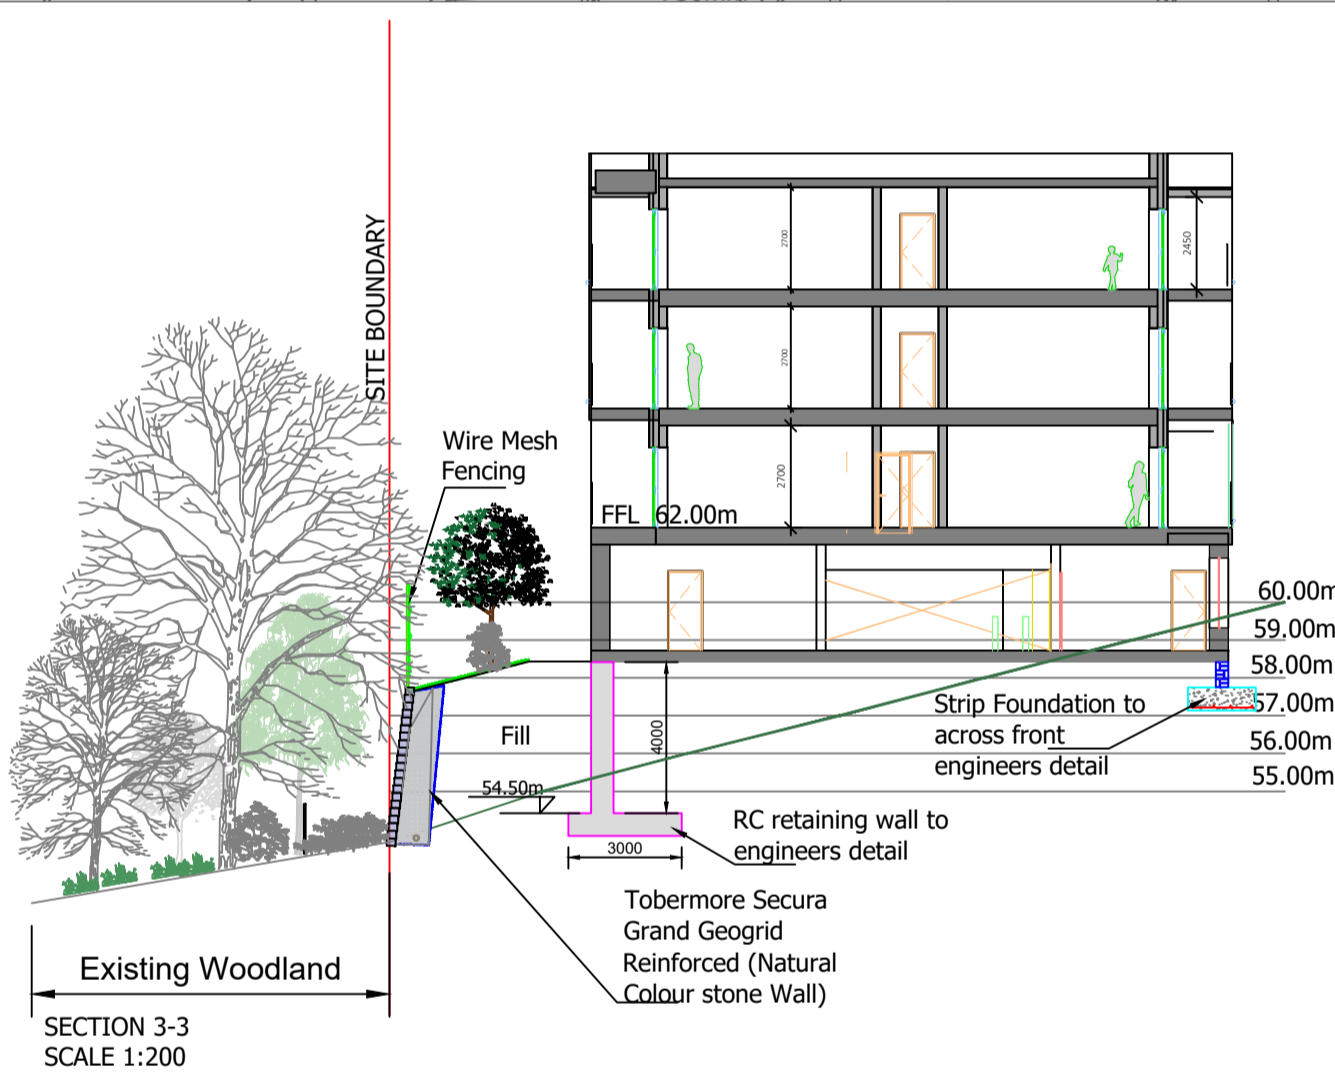 SITE BOUNDARY
Wire Mesh
Fencing
2700
2450
2700
2700
FFL 62.00m
60.00m
59.00m
58.00m
57.00m
56.00m
55.00m
Strip Foundation to
across front
engineers detail
Fill
4000
54.50m
3000
RC retaining wall to
engineers detail
Tobermore Secura
Grand Geogrid
Reinforced (Natural
Colour stone Wall)
Existing Woodland
SECTION 3-3
SCALE 1:200